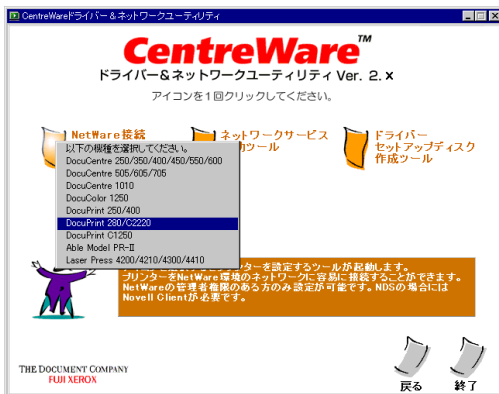 CentreWareドライバー＆ネットワークユーティリティ
CentreWare™
ドライバー＆ネットワークユーティリティ Ver. 2.x
アイコンを1回クリックしてください。
NetWare接続
ネットワークサービス
ツール
ドライバー
セットアップディスク
作成ツール
以下の機種を選択してください。
DocuCentre 250/350/400/450/550/600
DocuCentre 505/605/705
DocuCentre 1010
DocuColor 1250
DocuPrint 250/400
DocuPrint 280/C2220
DocuPrint C1250
Able Model PR-Ⅱ
Laser Press 4200/4210/4300/4410
ターを設定するツールが起動します。
プリンターをNetWare環境のネットワークに容易に接続することができます。
NetWareの管理者権限のある方のみ設定が可能です。NDSの場合には
Novell Clientが必要です。
THE DOCUMENT COMPANY
FUJI XEROX
戻る
終了